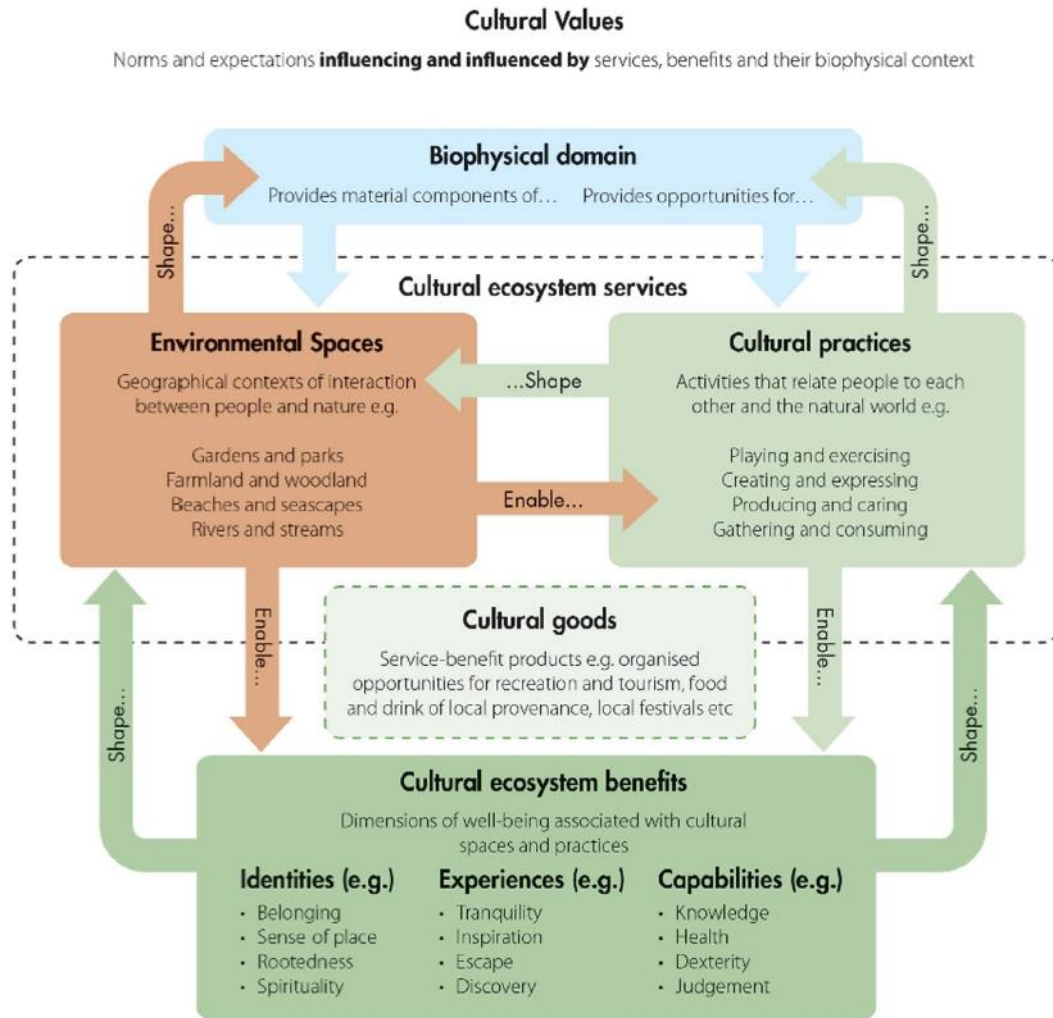 Cultural Values
Norms and expectations influencing and influenced by services, benefits and their biophysical context
Biophysical domain
Provides material components of...
Provides opportunities for...
Shape...
Shape...
Cultural ecosystem services
Environmental Spaces
Geographical contexts of interaction
between people and nature e.g.
Gardens and parks
Farmland and woodland
Beaches and seascapes
Rivers and streams
...Shape
Enable...
Cultural practices
Activities that relate people to each
other and the natural world e.g.
Playing and exercising
Creating and expressing
Producing and caring
Gathering and consuming
Shape...
Enable...
Cultural goods
Service-benefit products e.g. organised
opportunities for recreation and tourism, food
and drink of local provenance, local festivals etc
Enable...
Shape...
Cultural ecosystem benefits
Dimensions of well-being associated with cultural
spaces and practices
Identities (e.g.)
• Belonging
• Sense of place
• Rootedness
• Spirituality
Experiences (e.g.)
• Tranquility
• Inspiration
• Escape
• Discovery
Capabilities (e.g.)
• Knowledge
• Health
• Dexterity
• Judgement